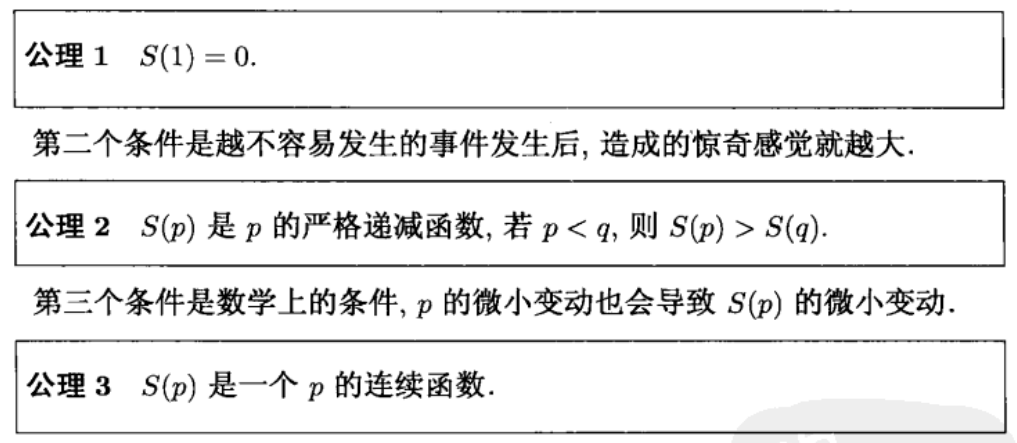 公理 1 S(1) = 0.
第二个条件是越不容易发生的事件发生后, 造成的惊奇感觉就越大.
公理 2 S(p) 是 p 的严格递减函数, 若 p < q, 则 S(p) > S(q).
第三个条件是数学上的条件, p 的微小变动也会导致 S(p) 的微小变动.
公理 3 S(p) 是一个 p 的连续函数.